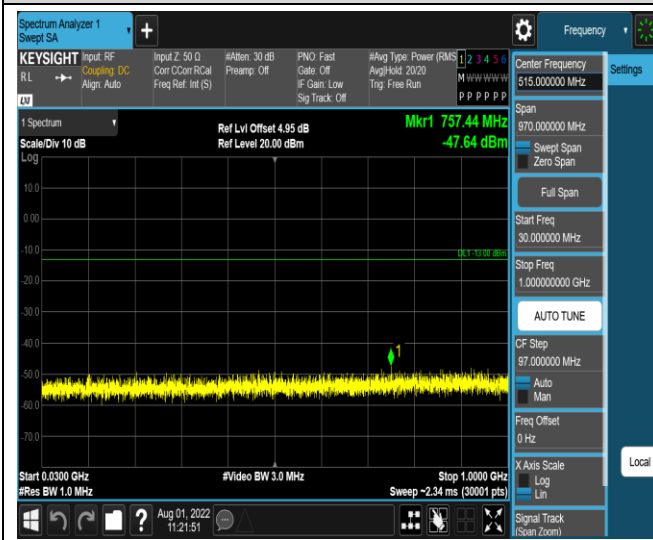 Spectrum Analyzer 1
Swept SA
+
Frequency
KEYSIGHT
RL
LXI
Input: RF
Coupling: DC
Align: Auto
Input Z: 50 Ω
Corr CCorr RCal
Freq Ref: Int (S)
#Atten: 30 dB
Preamp: Off
PNO: Fast
Gate: Off
IF Gain: Low
Sig Track: Off
#Avg Type: Power (RMS
Avg|Hold: 20/20
Trig: Free Run
1 2 3 4 5 6
M W W W W W
P P P P P P
1 Spectrum
Scale/Div 10 dB
Log
Ref Lvl Offset 4.95 dB
Ref Level 20.00 dBm
Mkr1 757.44 MHz
-47.64 dBm
10.0
0.00
-10.0
DL1 -13.00 dBm
-20.0
-30.0
-40.0
1
-50.0
-60.0
-70.0
Start 0.0300 GHz
#Res BW 1.0 MHz
#Video BW 3.0 MHz
Stop 1.0000 GHz
Sweep ~2.34 ms (30001 pts)
?
Aug 01, 2022
11:21:51
Center Frequency
515.000000 MHz
Span
970.000000 MHz
Swept Span
Zero Span
Full Span
Start Freq
30.000000 MHz
Stop Freq
1.000000000 GHz
AUTO TUNE
CF Step
97.000000 MHz
Auto
Man
Freq Offset
0 Hz
X Axis Scale
Log
Lin
Signal Track
(Span Zoom)
Settings
Local